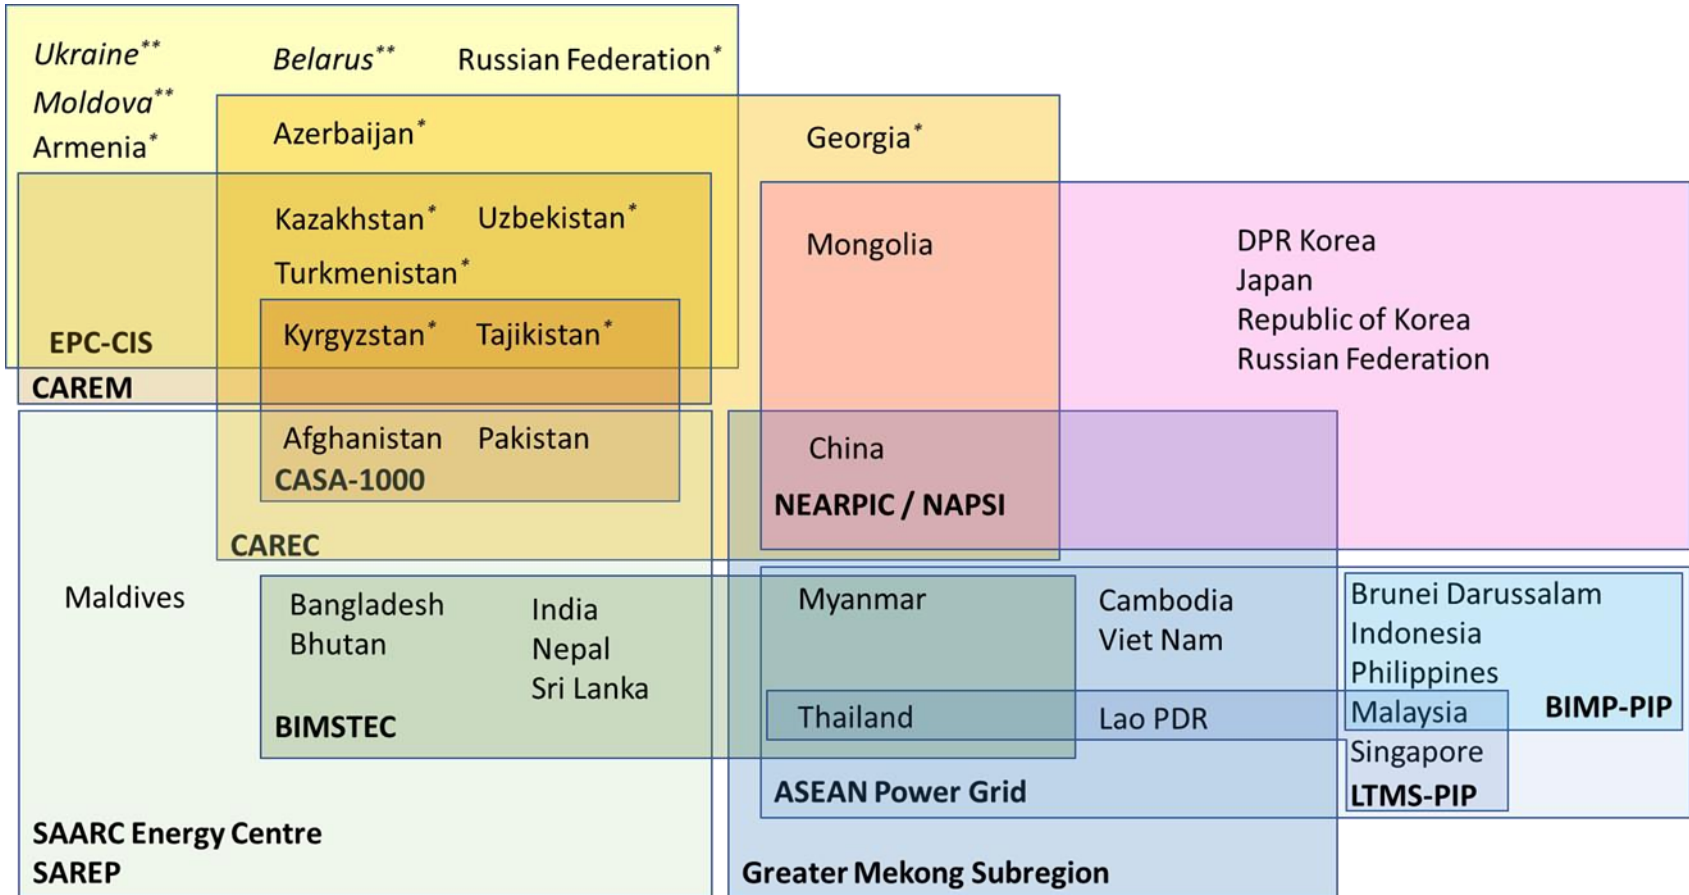 Ukraine** Belarus** Russian Federation*
Moldova**
Armenia* Azerbaijan* Georgia*
Kazakhstan* Uzbekistan* Mongolia
Turkmenistan*
DPR Korea
Japan
Republic of Korea
Russian Federation
Kyrgyzstan* Tajikistan*
EPC-CIS
CAREM
Afghanistan Pakistan China
CASA-1000
NEARPIC / NAPSI
CAREC
Maldives
Bangladesh
Bhutan
India
Nepal
Sri Lanka
BIMSTEC
Myanmar
Thailand
Cambodia
Viet Nam
Lao PDR
Brunei Darussalam
Indonesia
Philippines
Malaysia
BIMP-PIP
Singapore
LTMS-PIP
ASEAN Power Grid
SAARC Energy Centre
SAREP
Greater Mekong Subregion